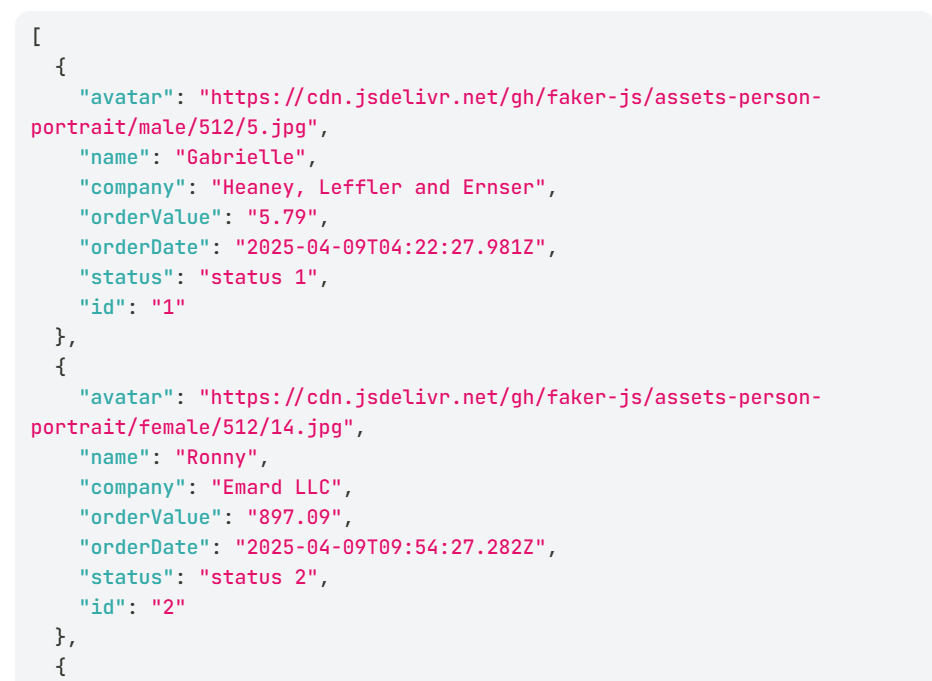 [
  {
    "avatar": "https://cdn.jsdelivr.net/gh/faker-js/assets-person-
portrait/male/512/5.jpg",
    "name": "Gabrielle",
    "company": "Heaney, Leffler and Ernser",
    "orderValue": "5.79",
    "orderDate": "2025-04-09T04:22:27.981Z",
    "status": "status 1",
    "id": "1"
  },
  {
    "avatar": "https://cdn.jsdelivr.net/gh/faker-js/assets-person-
portrait/female/512/14.jpg",
    "name": "Ronny",
    "company": "Emard LLC",
    "orderValue": "897.09",
    "orderDate": "2025-04-09T09:54:27.282Z",
    "status": "status 2",
    "id": "2"
  },
  {